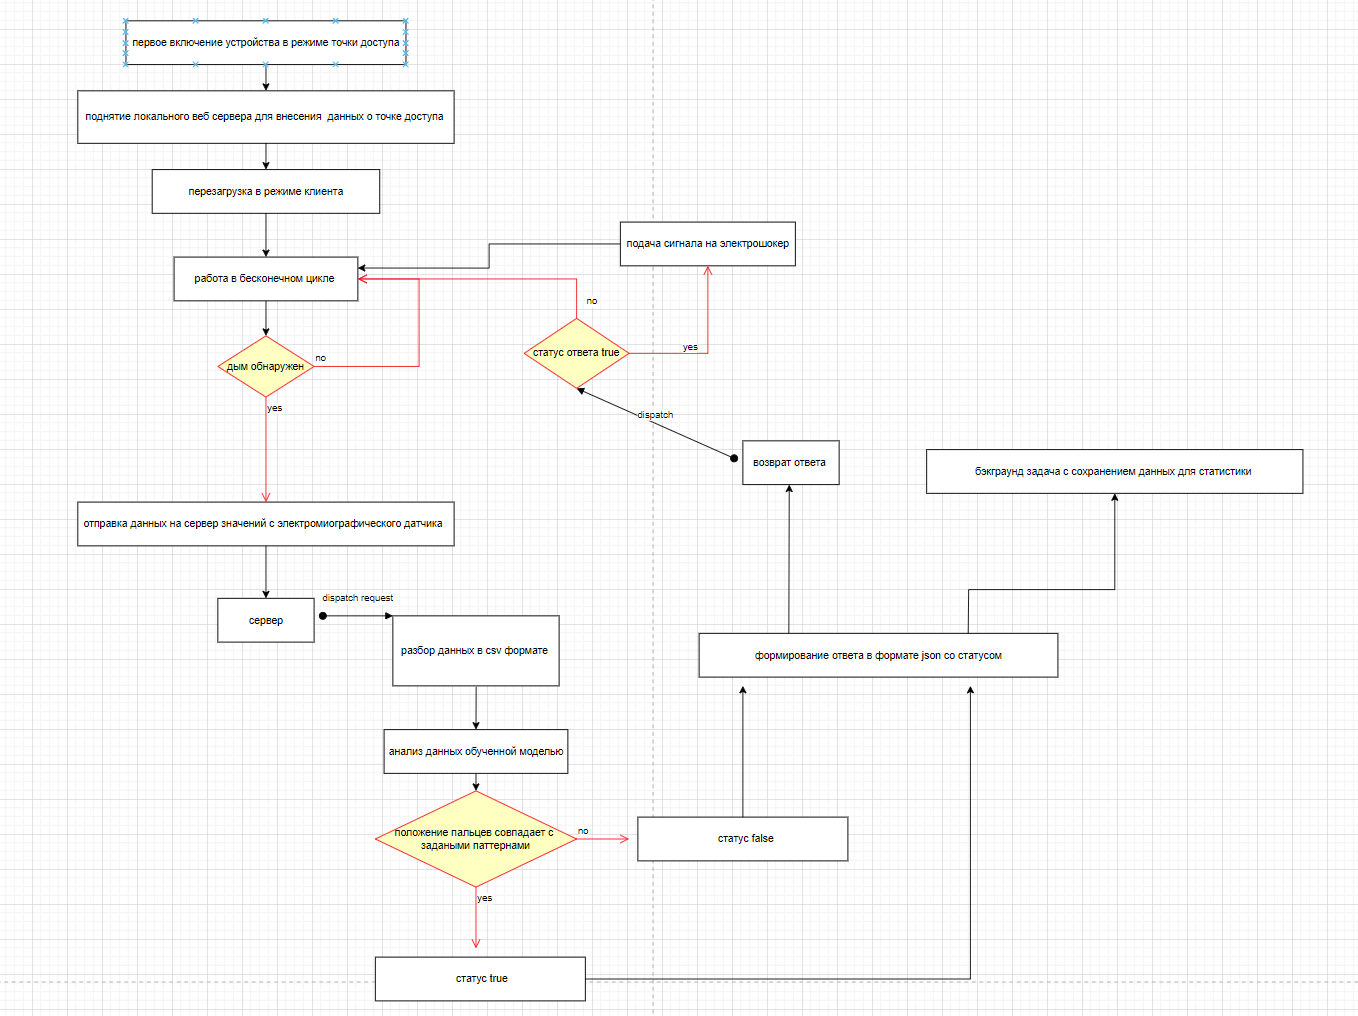 первое включение устройства в режиме точки доступа
поднятие локального веб сервера для внесения данных о точке доступа
перезагрузка в режиме клиента
подача сигнала на электрошокер
работа в бесконечном цикле
no
статус ответа true
yes
дым обнаружен
no
yes
dispatch
возврат ответа
бэкграунд задача с сохранением данных для статистики
отправка данных на сервер значений с электромиографического датчика
dispatch request
сервер
разбор данных в csv формате
формирование ответа в формате json со статусом
анализ данных обученной моделью
положение пальцев совпадает с
задаными паттернами
no
статус false
yes
статус true